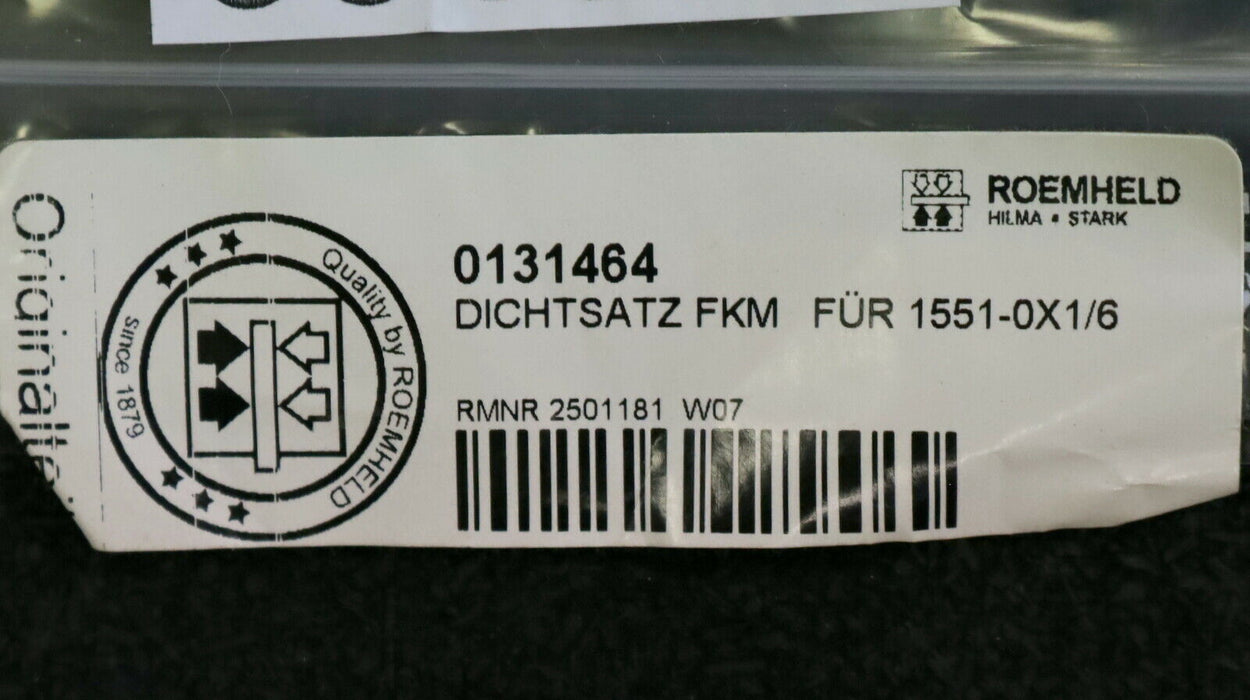 ROEMHELD
HILMA • STARK
0131464
DICHTSATZ FKM FÜR 1551-0X1/6
RMNR 2501181 W07
Quality by ROEMHELD
since 1879